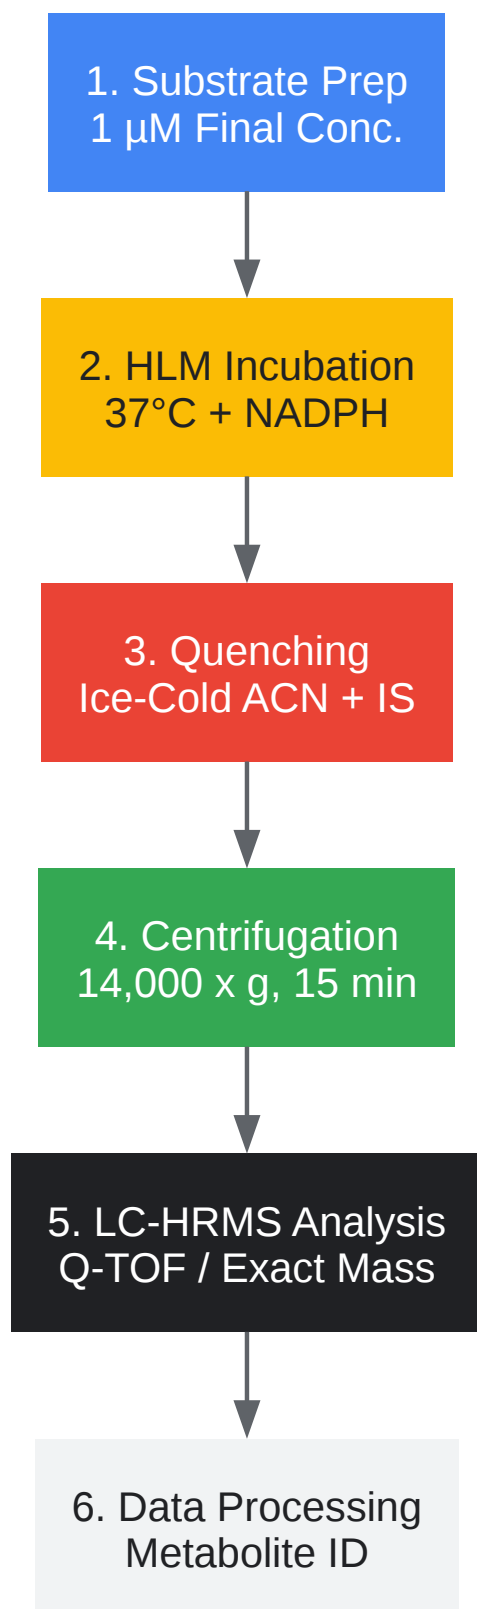 1. Substrate Prep
1 µM Final Conc.
2. HLM Incubation
37°C + NADPH
3. Quenching
Ice-Cold ACN + IS
4. Centrifugation
14,000 x g, 15 min
5. LC-HRMS Analysis
Q-TOF / Exact Mass
6. Data Processing
Metabolite ID